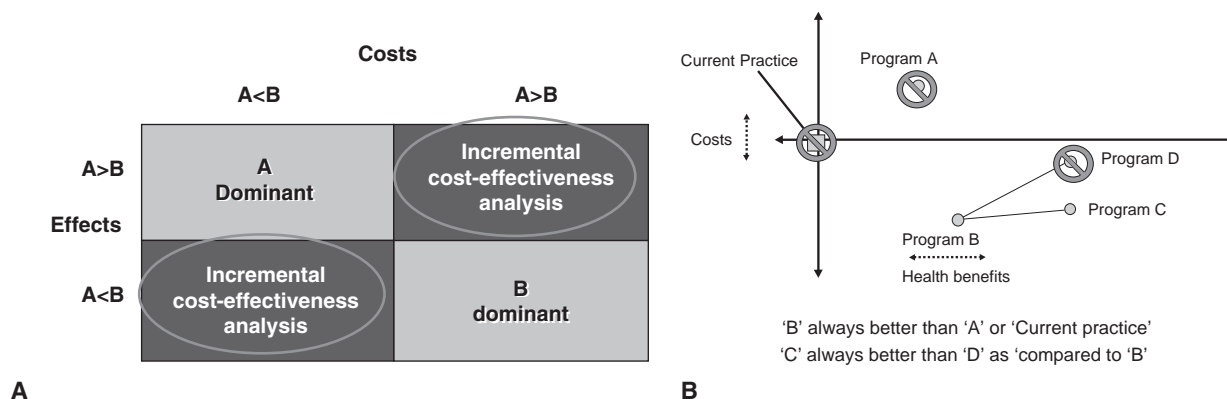 Costs
A<B
A>B
A>B
Effects
A<B
A
Dominant
Incremental
cost-effectiveness
analysis
Incremental
cost-effectiveness
analysis
B
dominant
A
Current Practice
Program A
Costs
Program D
Program C
Program B
Health benefits
‘B’ always better than ‘A’ or ‘Current practice’
‘C’ always better than ‘D’ as ‘compared to ‘B’
B